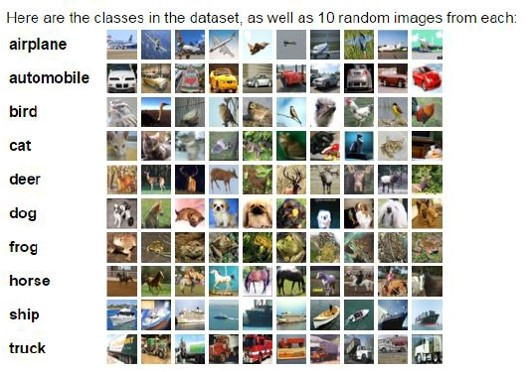 Here are the classes in the dataset, as well as 10 random images from each:
airplane
automobile
bird
cat
deer
dog
frog
horse
ship
truck